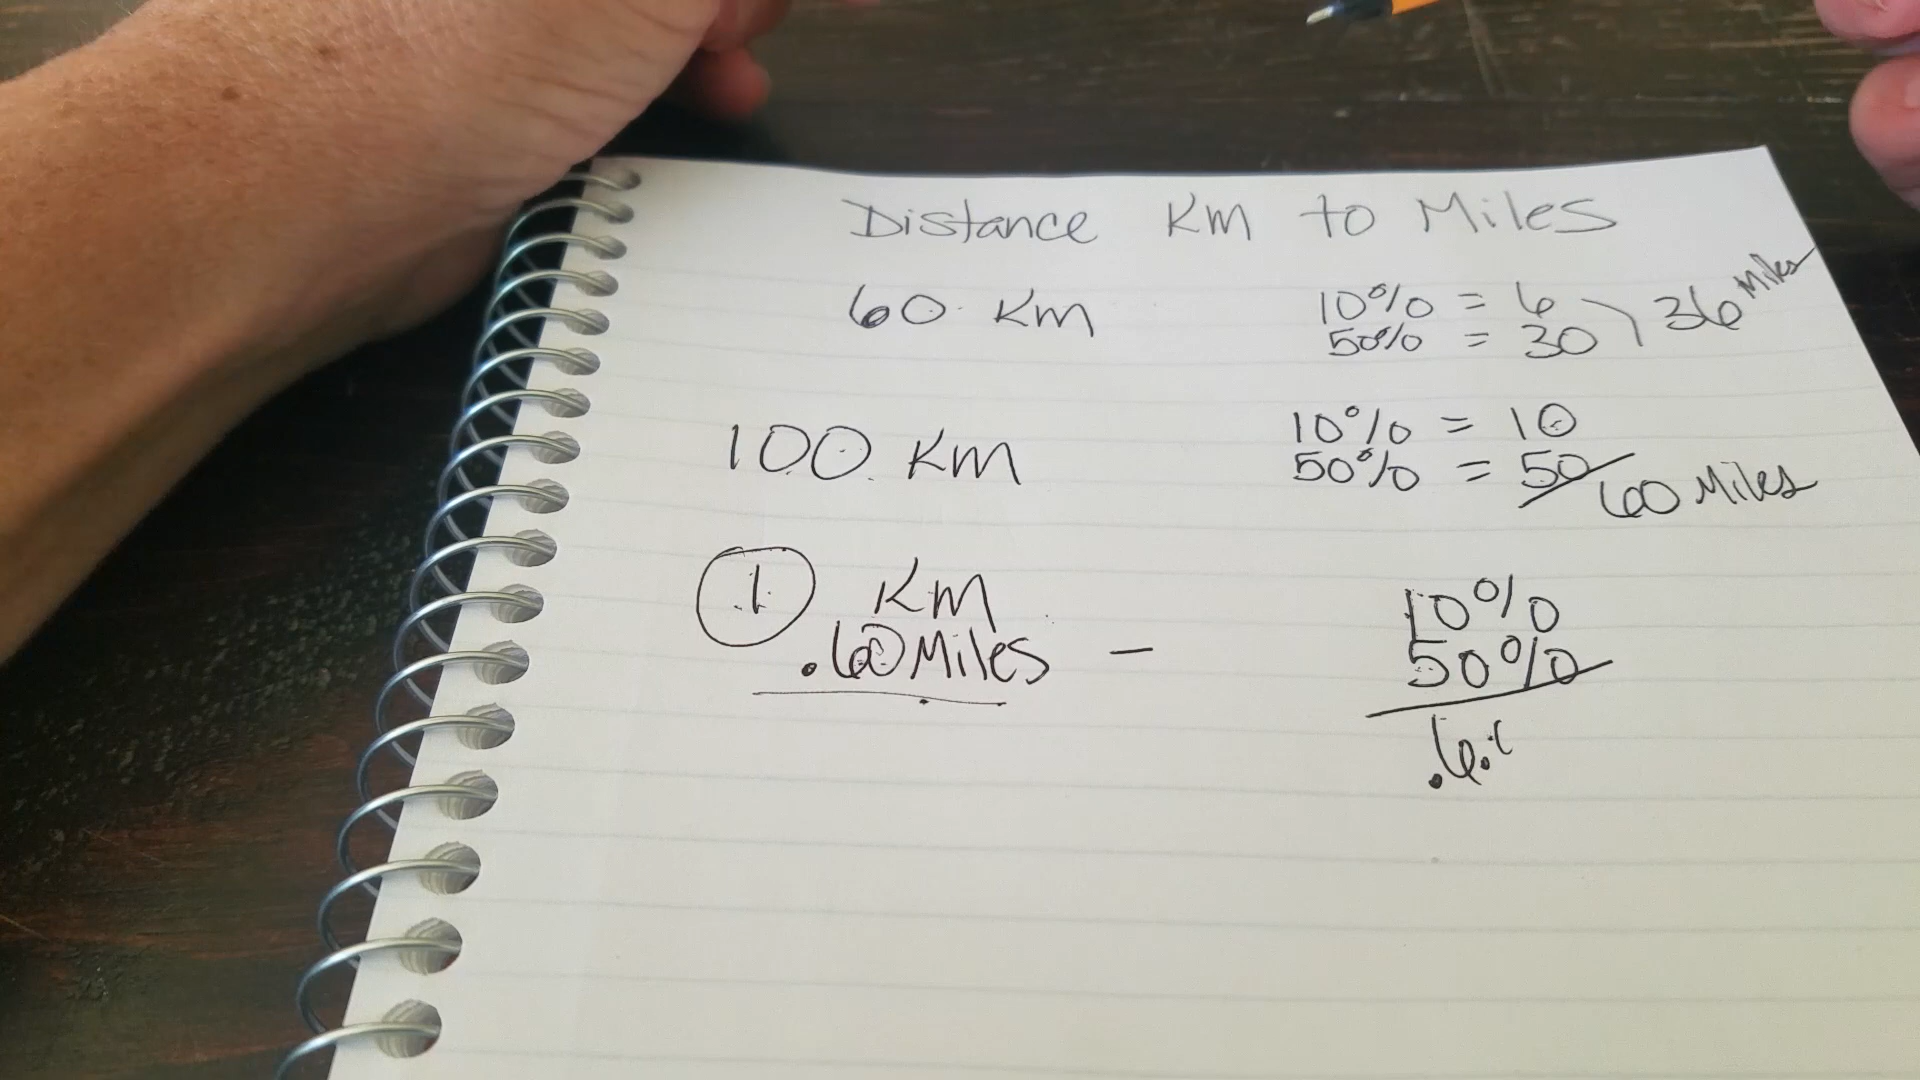 Distance Km to Miles
60 Km
10% = 6
50% = 30
36 Miles
100 Km
10% = 10
50% = 50
60 Miles
1 Km
.60 Miles –
10%
50%
.6